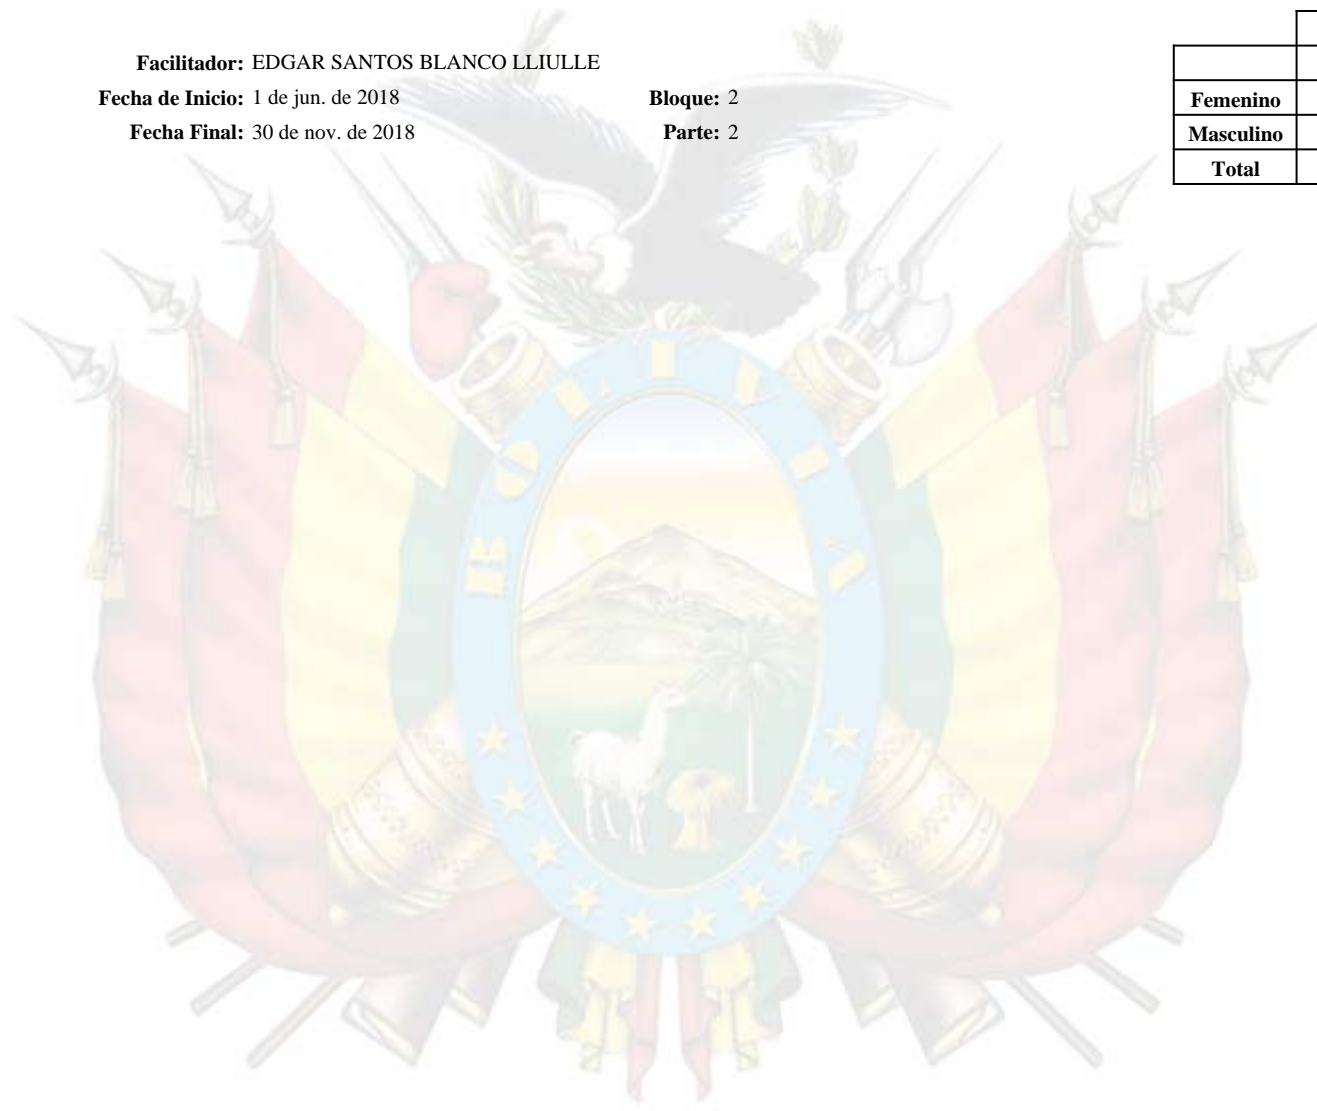 Facilitador: EDGAR SANTOS BLANCO LLIULLE
Fecha de Inicio: 1 de jun. de 2018 Bloque: 2
Fecha Final: 30 de nov. de 2018 Parte: 2
Femenino
Masculino
Total
BOLIVIA